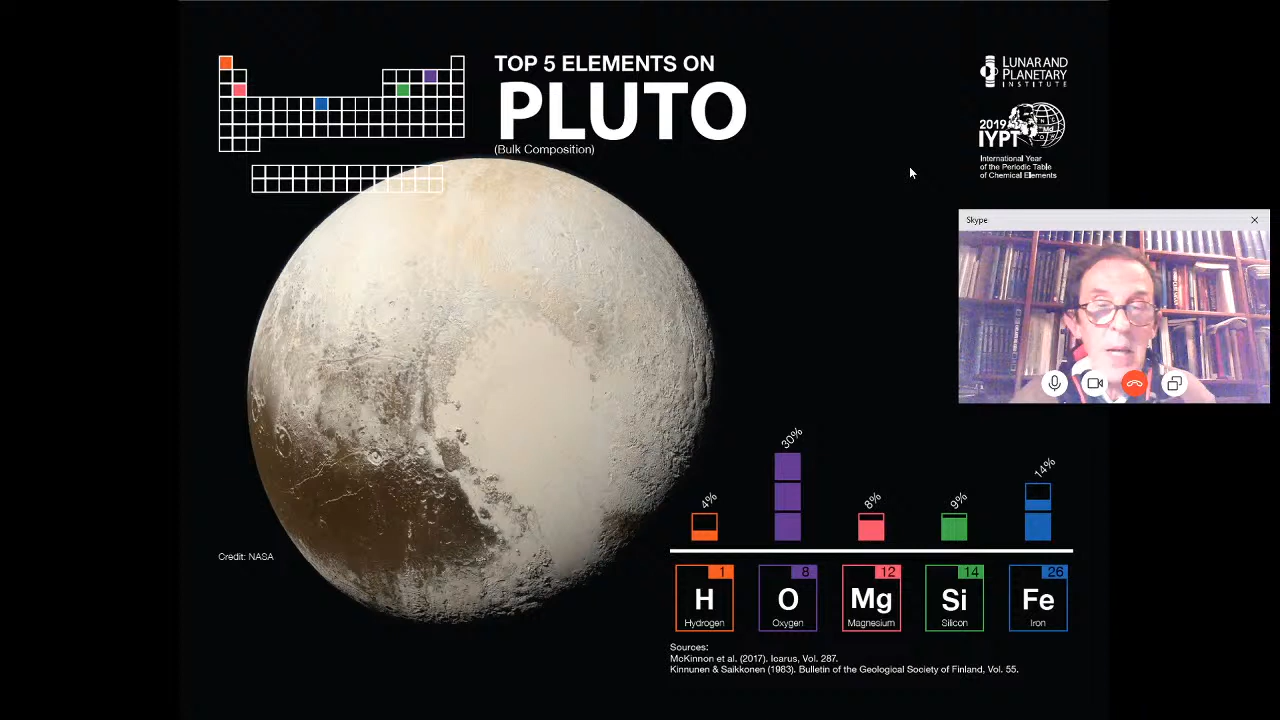 TOP 5 ELEMENTS ON
PLUTO
(Bulk Composition)
LUNAR AND
PLANETARY
INSTITUTE
2019
IYPT
International Year
of the Periodic Table
of Chemical Elements
Skype
Credit: NASA
4%
30%
8%
9%
14%
1
8
12
14
26
H
O
Mg
Si
Fe
Hydrogen
Oxygen
Magnesium
Silicon
Iron
Sources:
McKinnon et al. (2017). Icarus, Vol. 287.
Kinnunen & Saikkonen (1983). Bulletin of the Geological Society of Finland, Vol. 55.